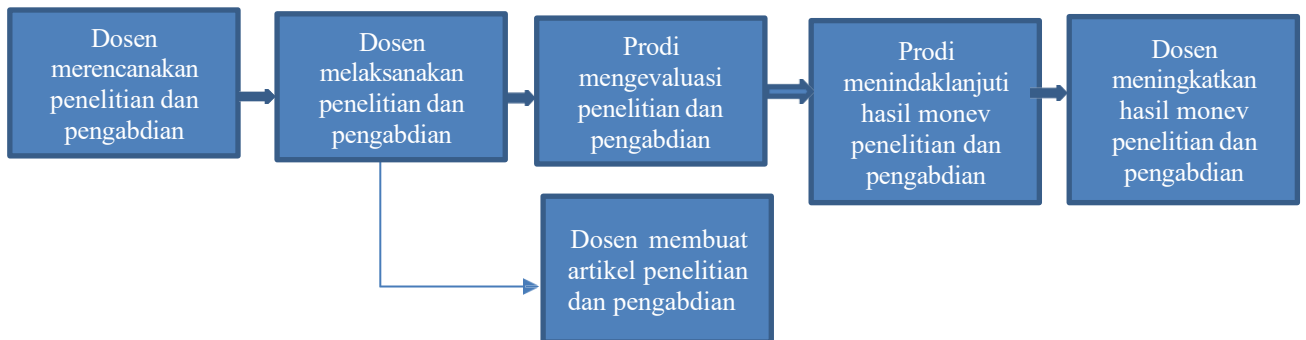 Dosen
merencanakan
penelitian dan
pengabdian
Dosen
melaksanakan
penelitian dan
pengabdian
Prodi
mengevaluasi
penelitian dan
pengabdian
Prodi
menindaklanjuti
hasil monev
penelitian dan
pengabdian
Dosen
meningkatkan
hasil monev
penelitian dan
pengabdian
Dosen membuat
artikel penelitian
dan pengabdian